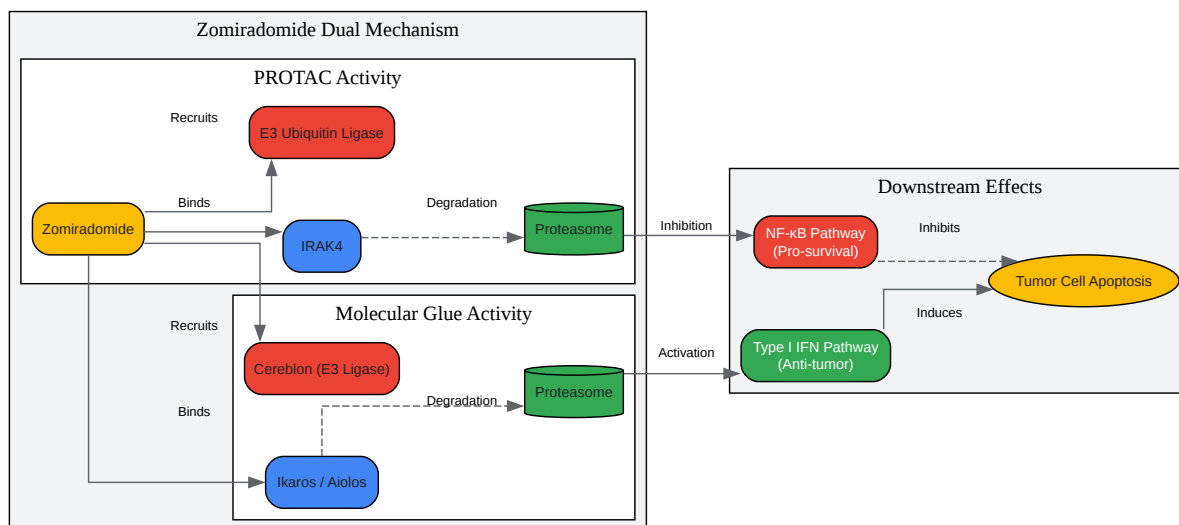 Zomiradomide Dual Mechanism
PROTAC Activity
Recruits
E3 Ubiquitin Ligase
Binds
Zomiradomide
IRAK4
Degradation
Proteasome
Inhibition
Molecular Glue Activity
Recruits
Cereblon (E3 Ligase)
Binds
Degradation
Proteasome
Activation
Ikaros / Aiolos
Downstream Effects
NF-κB Pathway
(Pro-survival)
Inhibits
Tumor Cell Apoptosis
Induces
Type I IFN Pathway
(Anti-tumor)